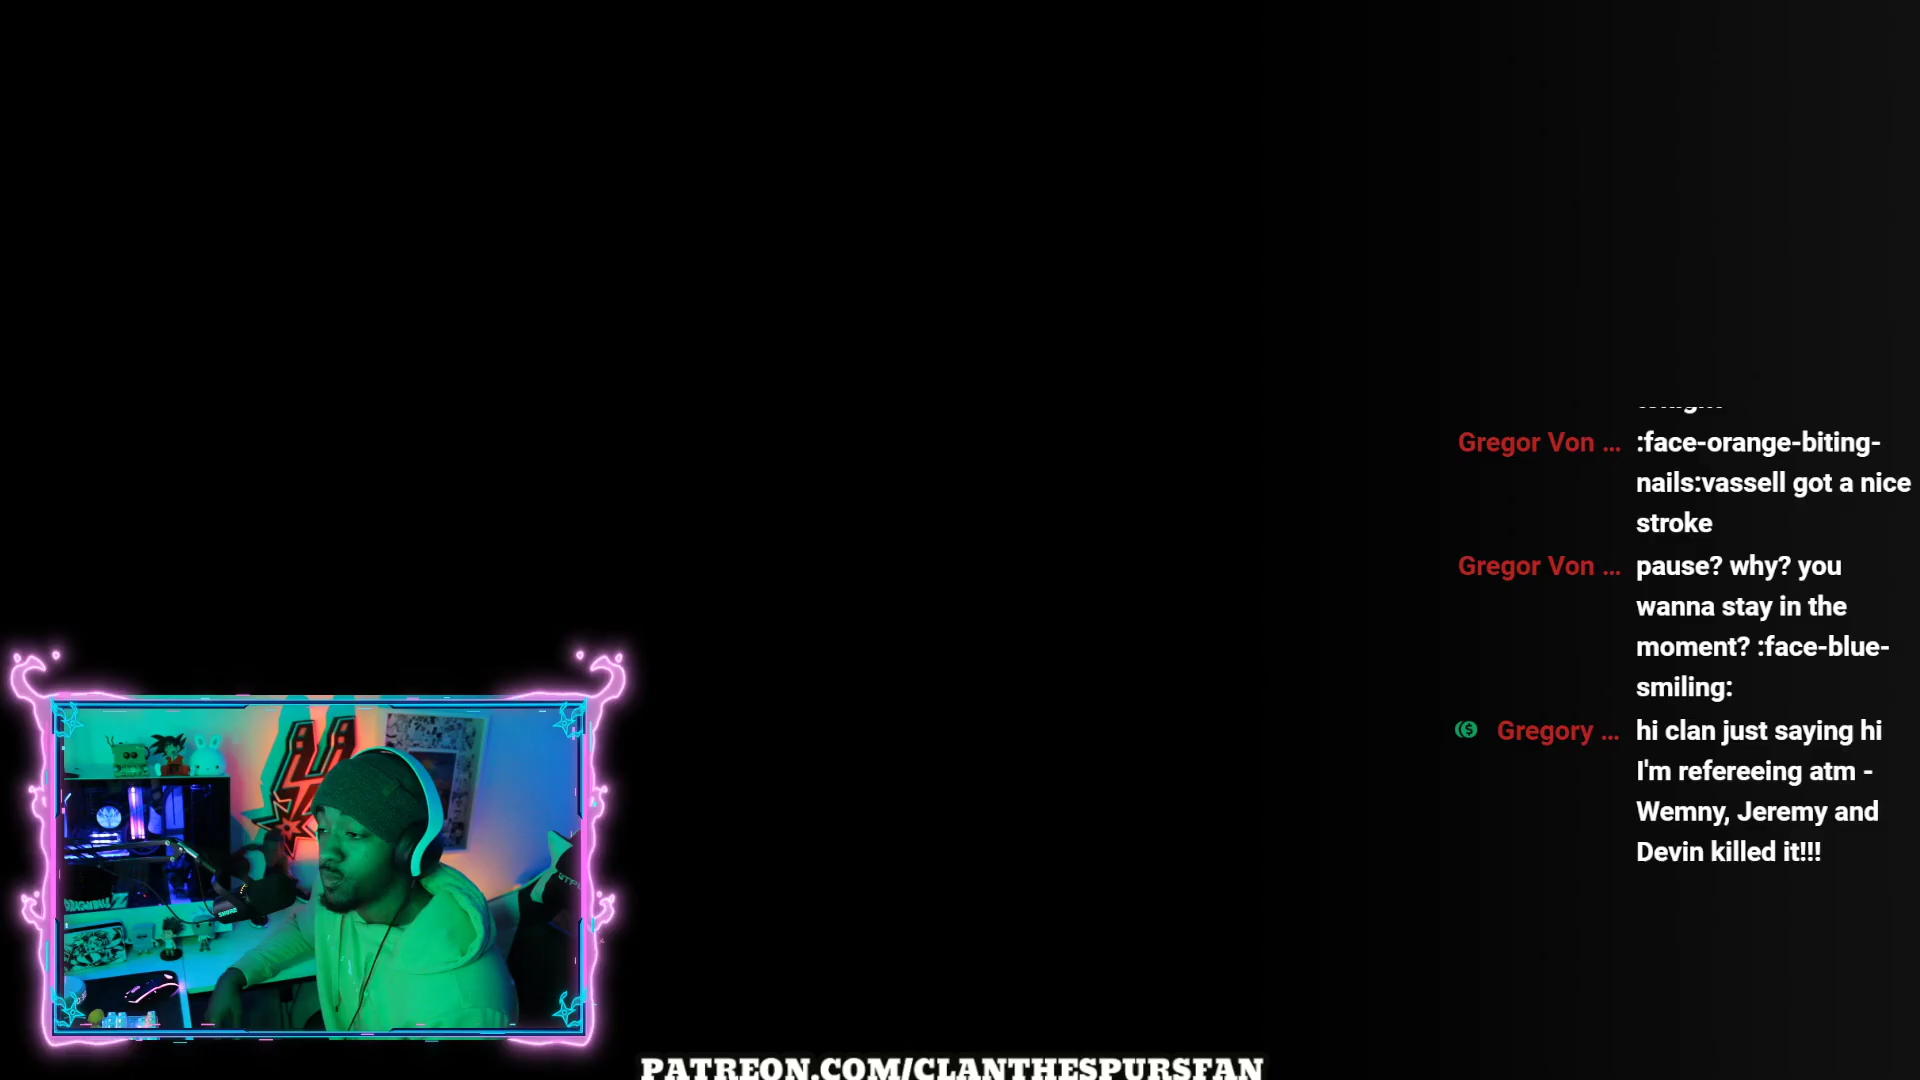 Gregor Von ... :face-orange-biting-
nails:vassell got a nice
stroke
Gregor Von ... pause? why? you
wanna stay in the
moment? :face-blue-
smiling:
Gregory ... hi clan just saying hi
I'm refereeing atm -
Wemny, Jeremy and
Devin killed it!!!
SHURE
PATREON.COM/CLANTHESPURSFAN